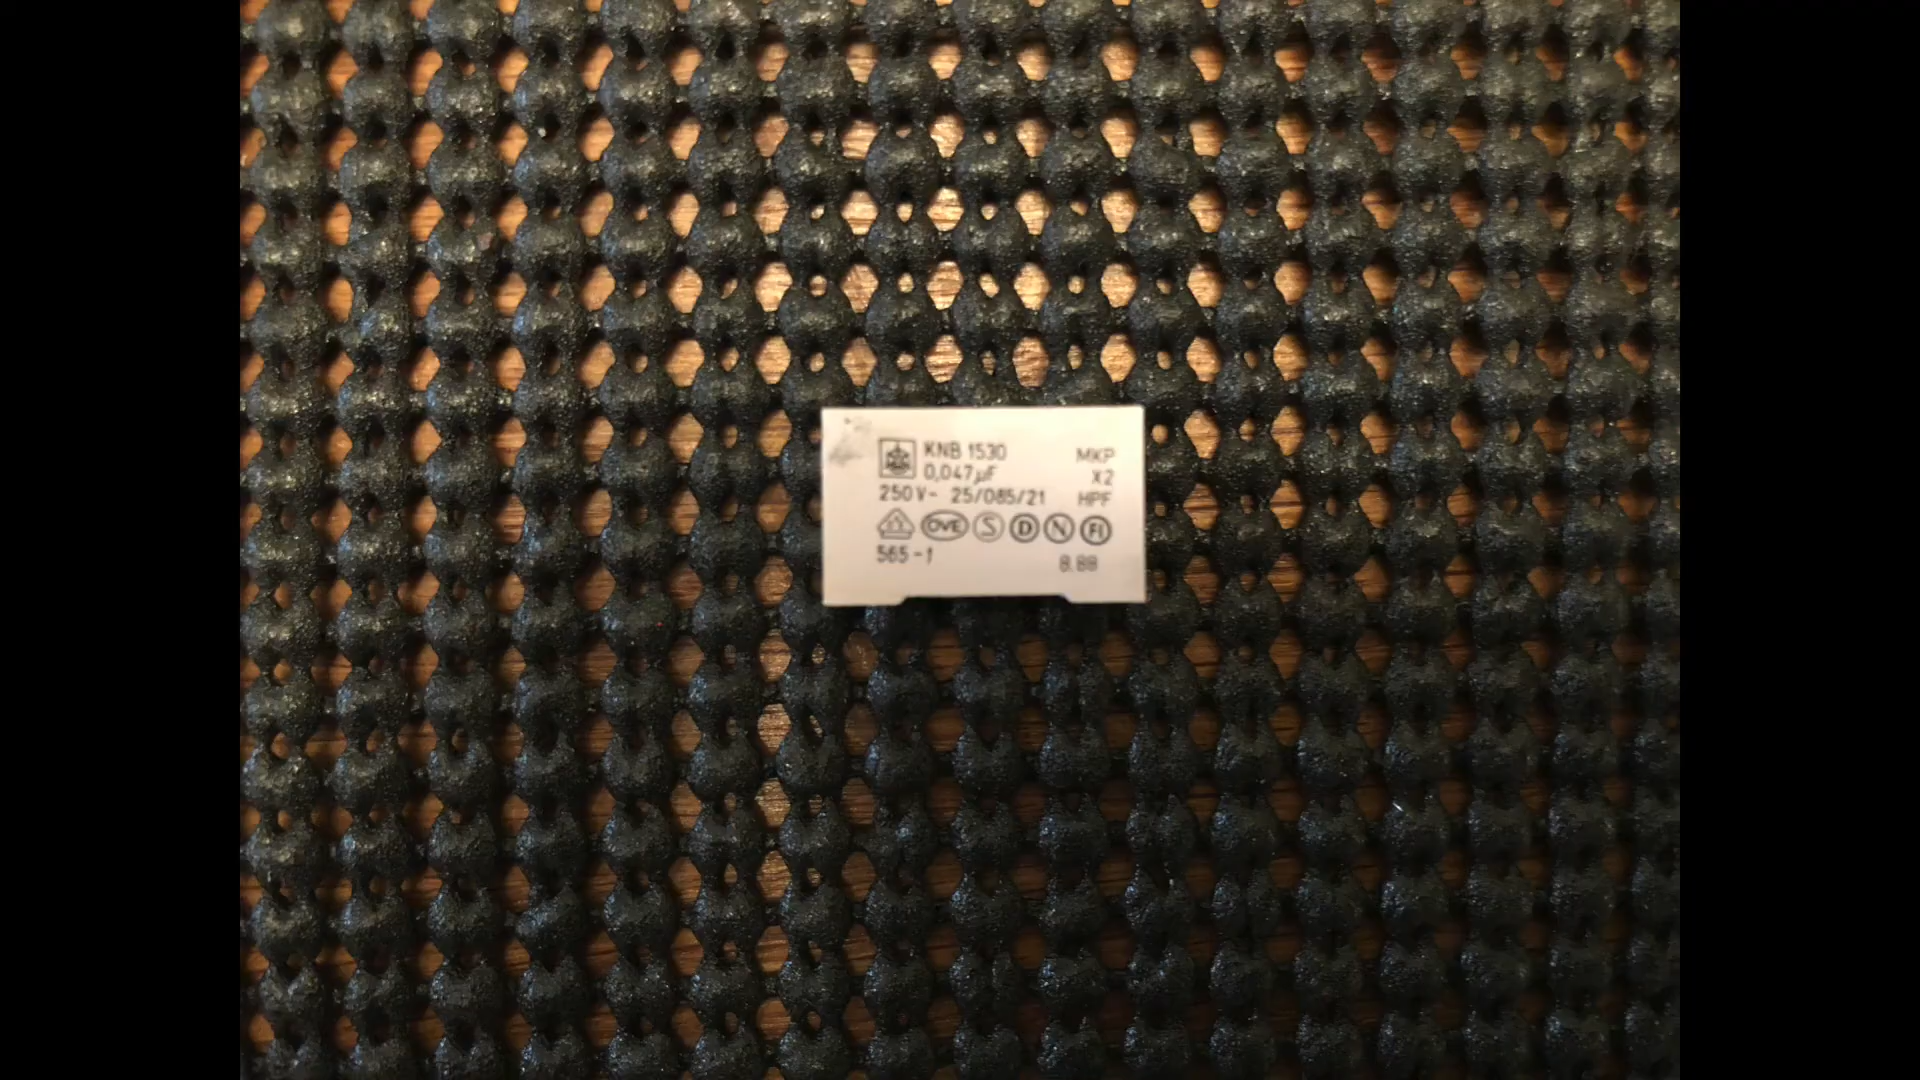 KNB 1530 MKP
0,047µF X2
250V~ 25/085/21 HPF
ÖVE S D N FI
565-1 8.88